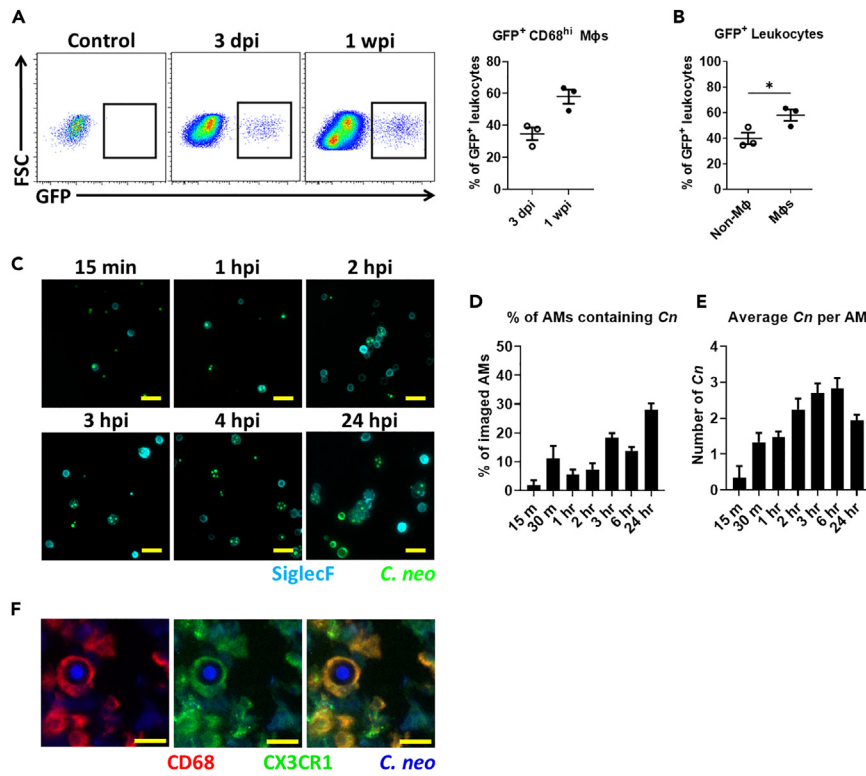 A
Control
3 dpi
1 wpi
FSC
GFP
GFP⁺ CD68ʰⁱ Mϕs
% of GFP⁺ leukocytes
80
60
40
20
0
3 dpi
1 wpi
B
GFP⁺ Leukocytes
% of GFP⁺ leukocytes
100
80
60
40
20
0
*
Non-Mϕ
Mϕs
C
15 min
1 hpi
2 hpi
3 hpi
4 hpi
24 hpi
SiglecF
C. neo
D
% of AMs containing Cn
% of imaged AMs
50
40
30
20
10
0
15 m
30 m
1 hr
2 hr
3 hr
6 hr
24 hr
E
Average Cn per AM
Number of Cn
4
3
2
1
0
15 m
30 m
1 hr
2 hr
3 hr
6 hr
24 hr
F
CD68
CX3CR1
C. neo